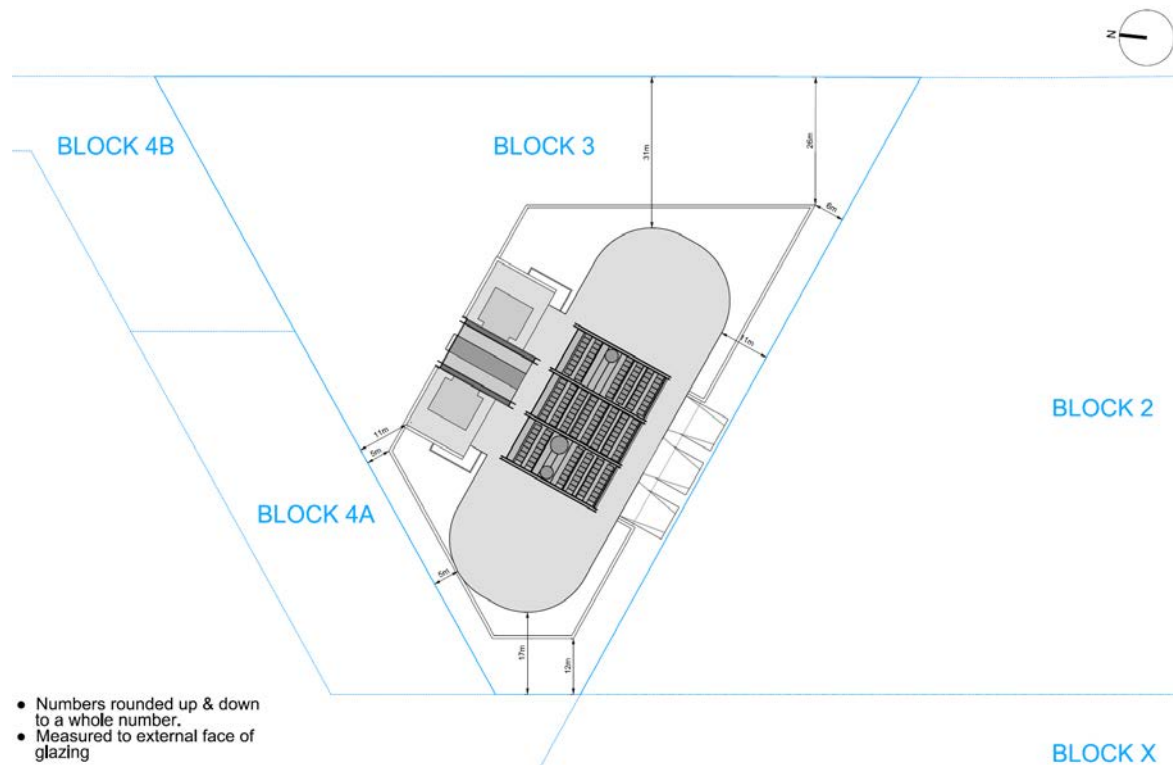 N
BLOCK 4B
BLOCK 3
31m
26m
6m
11m
BLOCK 2
11m
5m
BLOCK 4A
5m
17m
12m
• Numbers rounded up & down
to a whole number.
• Measured to external face of
glazing
BLOCK X